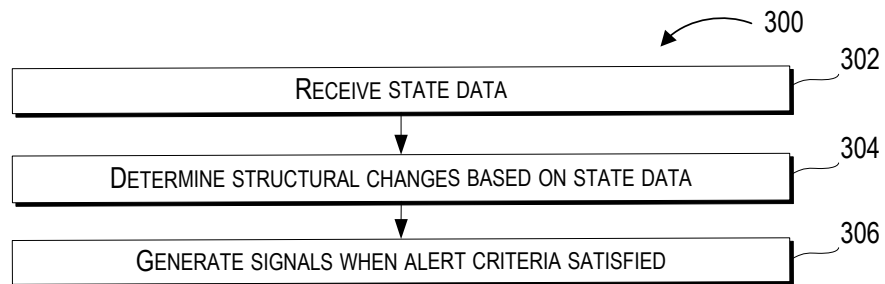 300
302
RECEIVE STATE DATA
304
DETERMINE STRUCTURAL CHANGES BASED ON STATE DATA
306
GENERATE SIGNALS WHEN ALERT CRITERIA SATISFIED